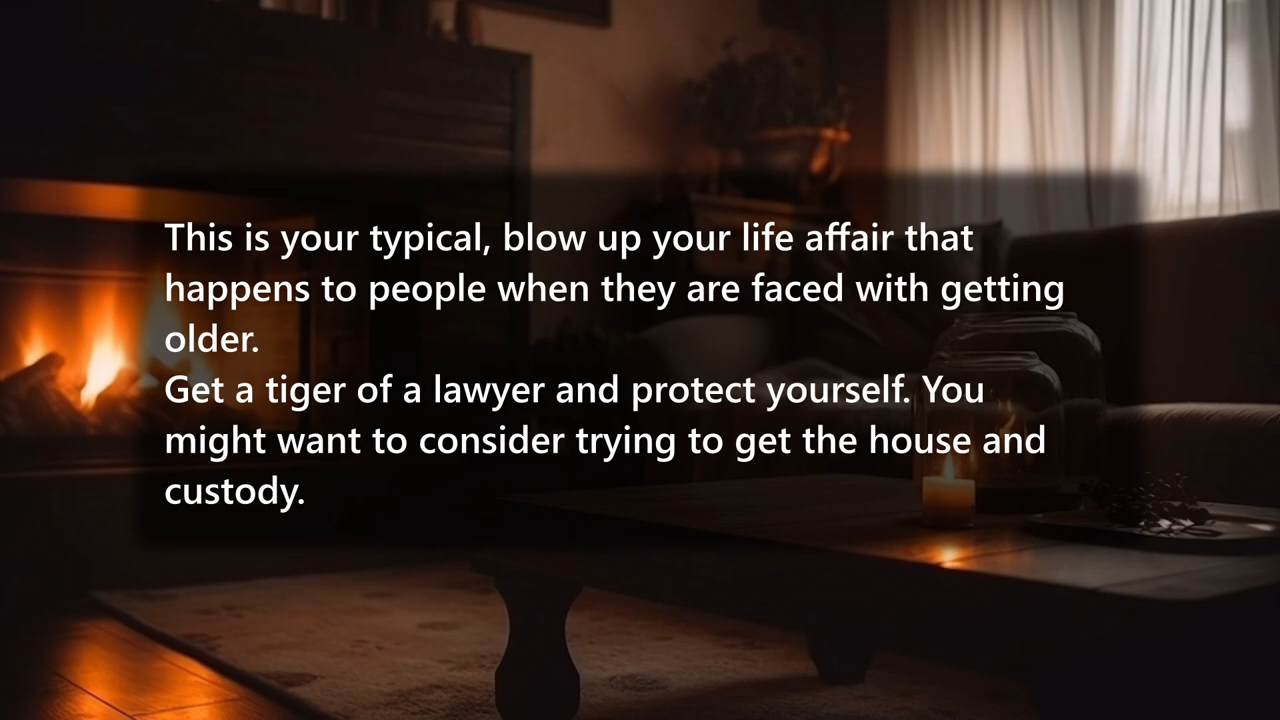 This is your typical, blow up your life affair that
happens to people when they are faced with getting
older.
Get a tiger of a lawyer and protect yourself. You
might want to consider trying to get the house and
custody.